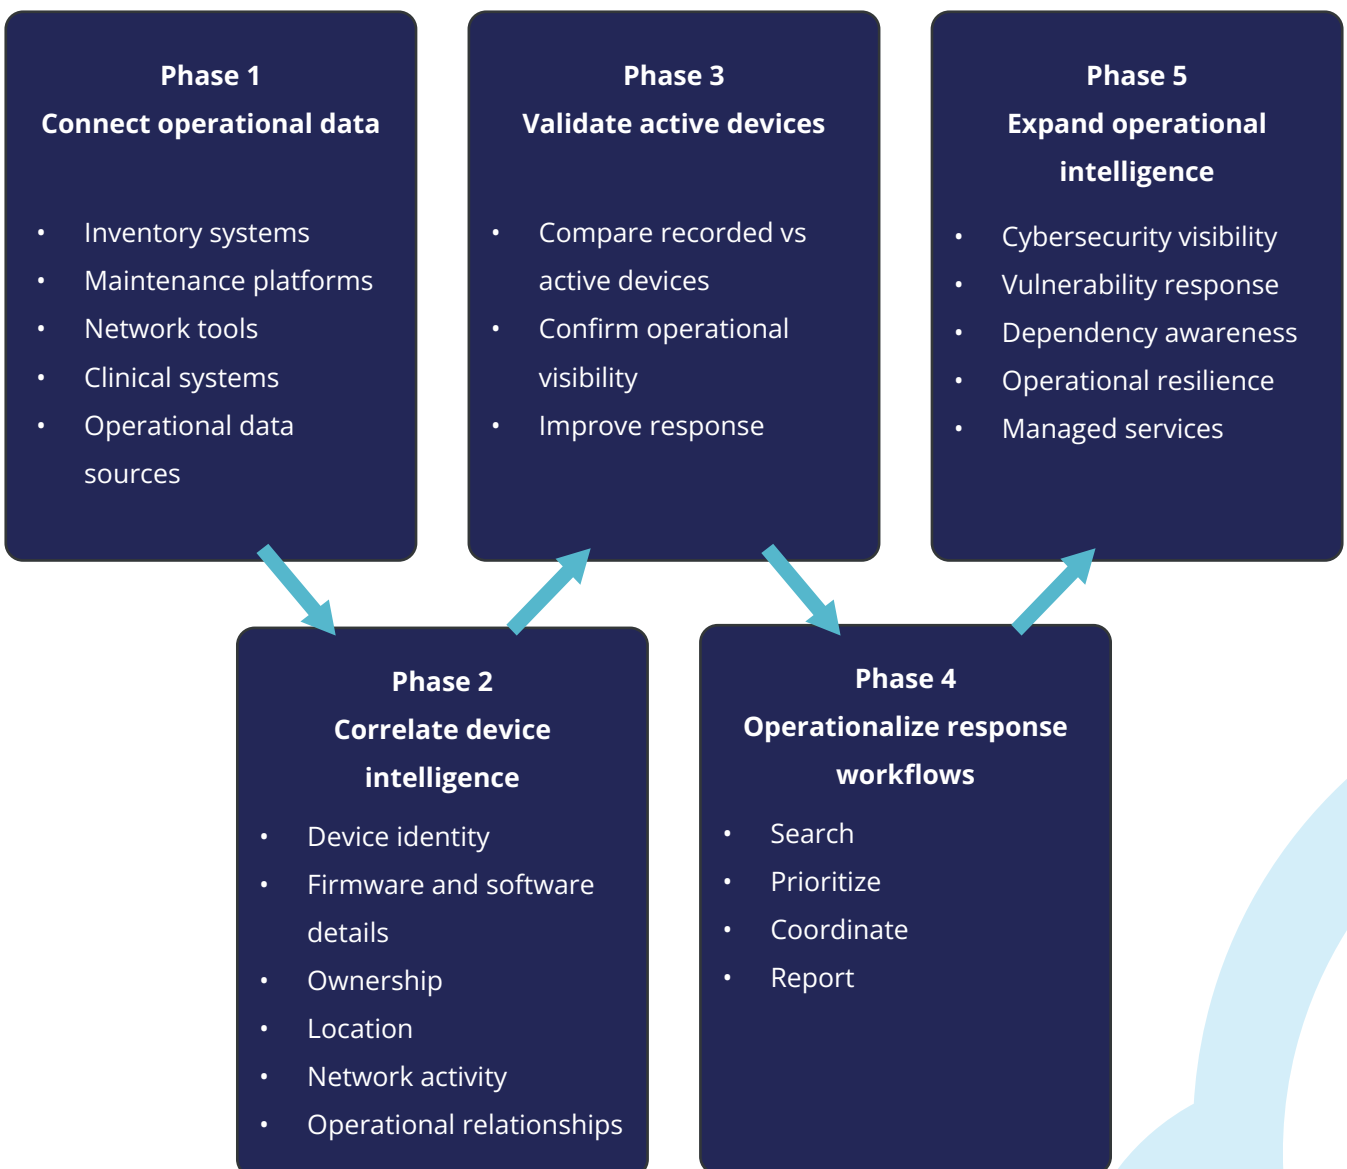 Phase 1
Connect operational data
• Inventory systems
• Maintenance platforms
• Network tools
• Clinical systems
• Operational data
sources
Phase 2
Correlate device
intelligence
• Device identity
• Firmware and software
details
• Ownership
• Location
• Network activity
• Operational relationships
Phase 3
Validate active devices
• Compare recorded vs
active devices
• Confirm operational
visibility
• Improve response
Phase 4
Operationalize response
workflows
• Search
• Prioritize
• Coordinate
• Report
Phase 5
Expand operational
intelligence
• Cybersecurity visibility
• Vulnerability response
• Dependency awareness
• Operational resilience
• Managed services